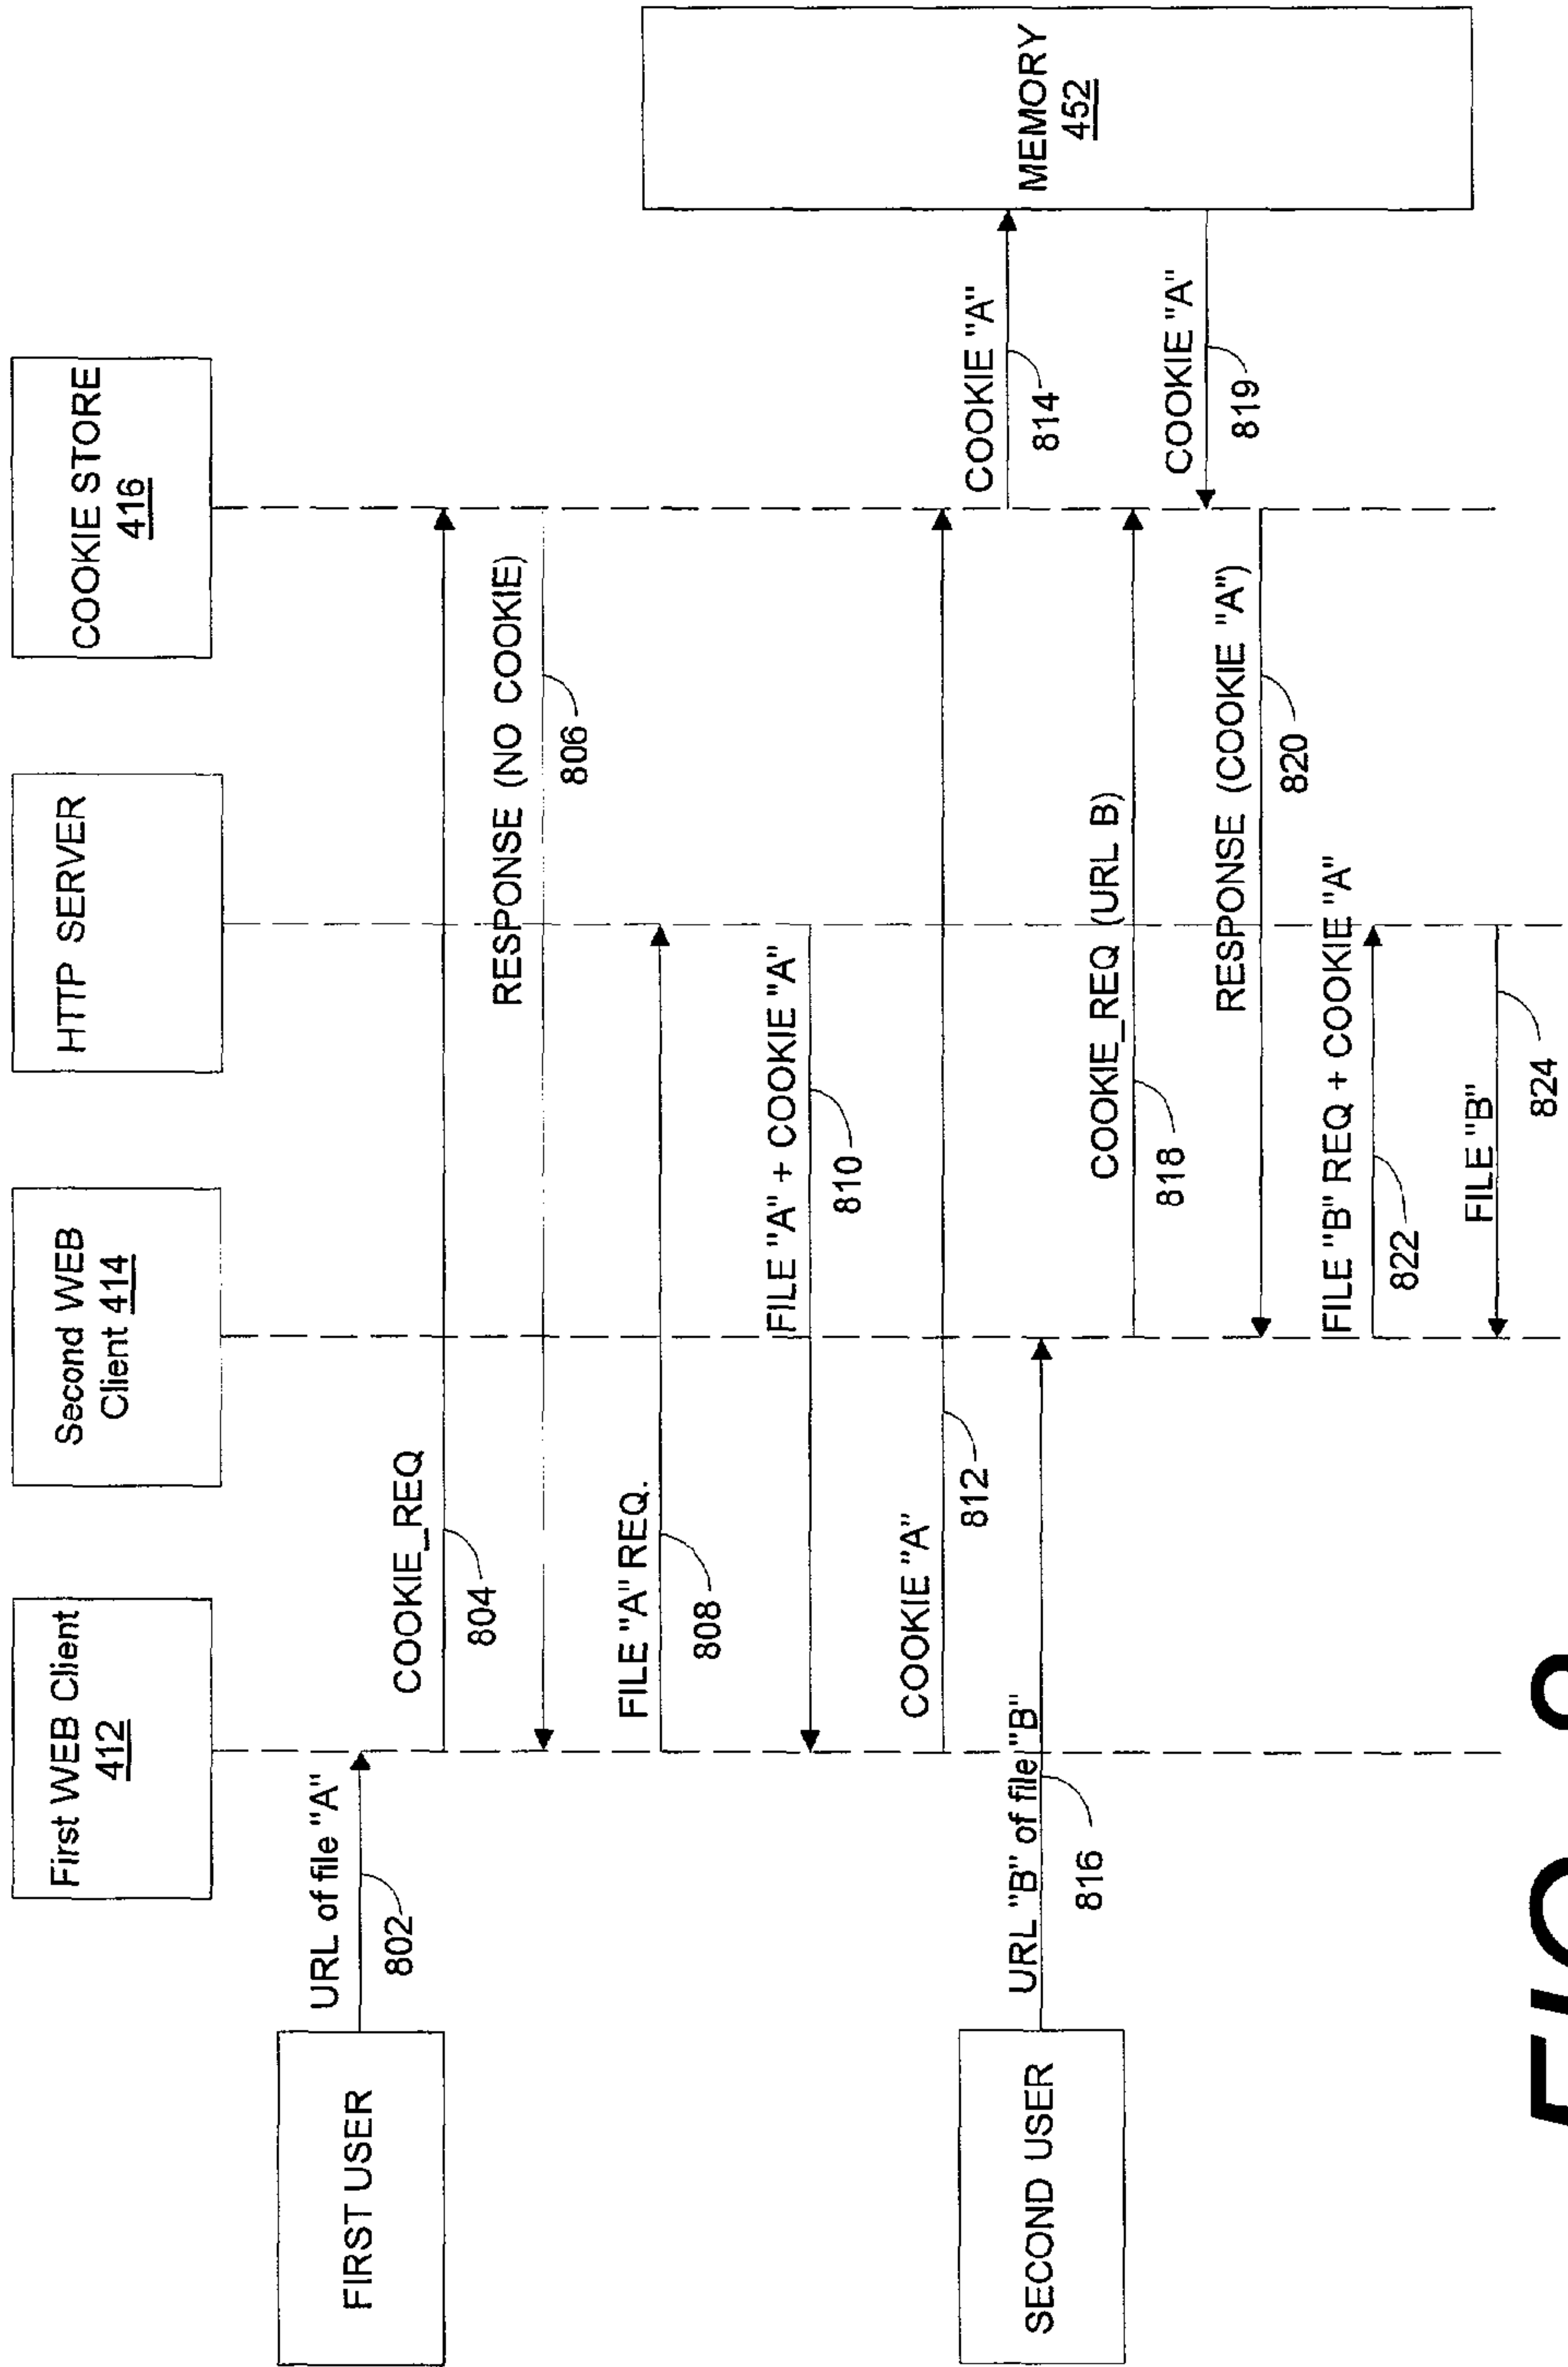 First WEB Client
412
Second WEB
Client 414
HTTP SERVER
COOKIE STORE
416
FIRST USER
URL of file "A"
802
COOKIE_REQ
804
RESPONSE (NO COOKIE)
806
FILE "A" REQ.
808
FILE "A" + COOKIE "A"
810
COOKIE "A"
812
COOKIE "A"
814
MEMORY
452
SECOND USER
URL "B" of file "B"
816
COOKIE_REQ (URL B)
818
COOKIE "A"
819
RESPONSE (COOKIE "A")
820
FILE "B" REQ + COOKIE "A"
822
FILE "B"
824